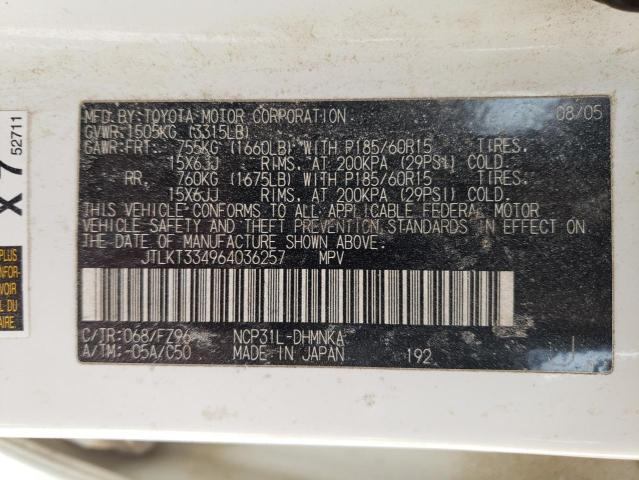 MFD. BY: TOYOTA MOTOR CORPORATION 08/05
GVWR: 1505KG (3315LB)
GAWR: FRT. 755KG (1660LB) WITH P185/60R15 TIRES.
15X6JJ RIMS. AT 200KPA (29PSI) COLD.
RR. 760KG (1675LB) WITH P185/60R15 TIRES.
15X6JJ RIMS. AT 200KPA (29PSI) COLD.
THIS VEHICLE CONFORMS TO ALL APPLICABLE FEDERAL MOTOR
VEHICLE SAFETY AND THEFT PREVENTION STANDARDS IN EFFECT ON
THE DATE OF MANUFACTURE SHOWN ABOVE.
JTLKT334964036257 MPV
C/TR: 068/FZ96 NCP31L-DHMNKA
A/TM: -05A/C50 MADE IN JAPAN 192 J
X 7
52711
PLUS
ONFOR-
L DU
AIRE.